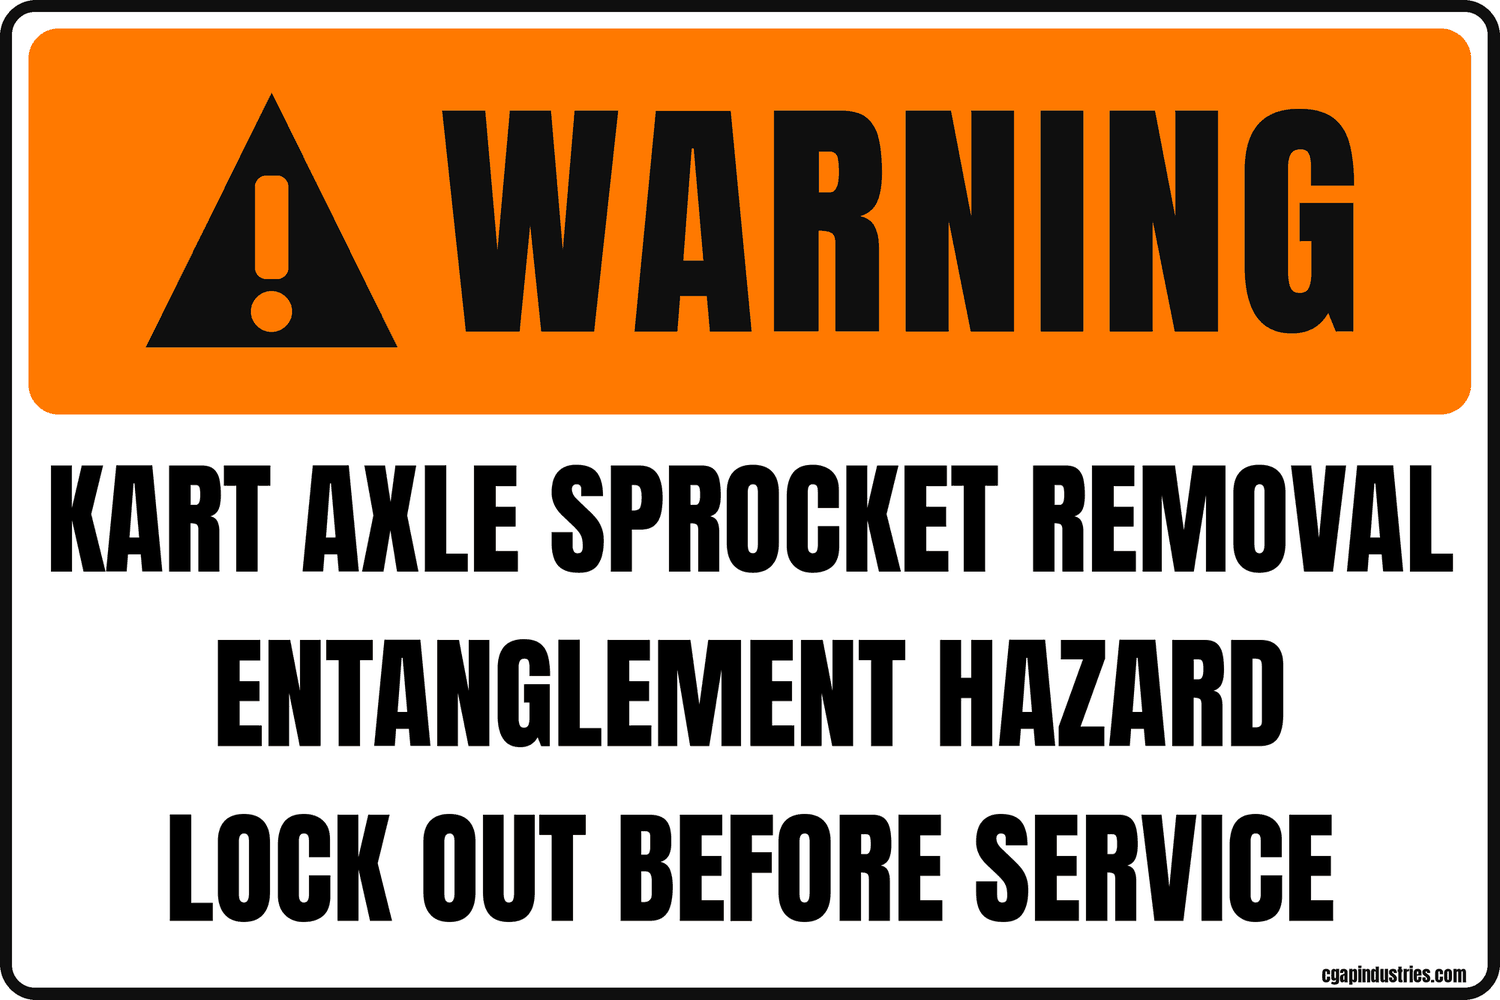 WARNING
KART AXLE SPROCKET REMOVAL
ENTANGLEMENT HAZARD
LOCK OUT BEFORE SERVICE
cgapindustries.com